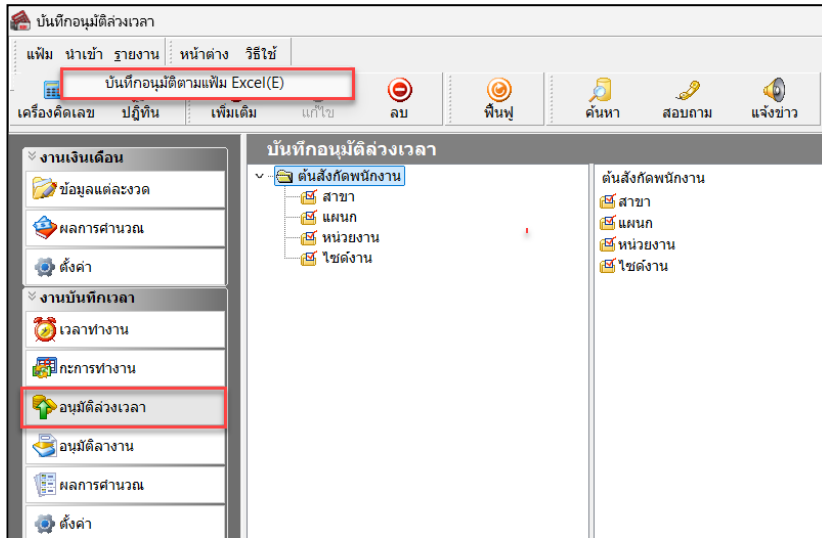 บันทึกอนุมัติล่วงเวลา
แฟ้ม นำเข้า รายงาน หน้าต่าง วิธีใช้
บันทึกอนุมัติตามแฟ้ม Excel(E)
เครื่องคิดเลข ปฏิทิน เพิ่มเติม แก้ไข ลบ ฟื้นฟู ค้นหา สอบถาม แจ้งข่าว
งานเงินเดือน
ข้อมูลแต่ละงวด
ผลการคำนวณ
ตั้งค่า
งานบันทึกเวลา
เวลาทำงาน
กะการทำงาน
อนุมัติล่วงเวลา
อนุมัติลางาน
ผลการคำนวณ
ตั้งค่า
บันทึกอนุมัติล่วงเวลา
ต้นสังกัดพนักงาน
สาขา
แผนก
หน่วยงาน
ไซด์งาน
ต้นสังกัดพนักงาน
สาขา
แผนก
หน่วยงาน
ไซด์งาน